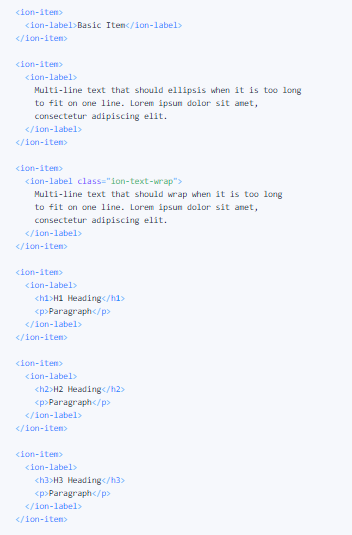 <ion-item>
  <ion-label>Basic Item</ion-label>
</ion-item>

<ion-item>
  <ion-label>
    Multi-line text that should ellipsis when it is too long
    to fit on one line. Lorem ipsum dolor sit amet,
    consectetur adipiscing elit.
  </ion-label>
</ion-item>

<ion-item>
  <ion-label class="ion-text-wrap">
    Multi-line text that should wrap when it is too long
    to fit on one line. Lorem ipsum dolor sit amet,
    consectetur adipiscing elit.
  </ion-label>
</ion-item>

<ion-item>
  <ion-label>
    <h1>H1 Heading</h1>
    <p>Paragraph</p>
  </ion-label>
</ion-item>

<ion-item>
  <ion-label>
    <h2>H2 Heading</h2>
    <p>Paragraph</p>
  </ion-label>
</ion-item>

<ion-item>
  <ion-label>
    <h3>H3 Heading</h3>
    <p>Paragraph</p>
  </ion-label>
</ion-item>